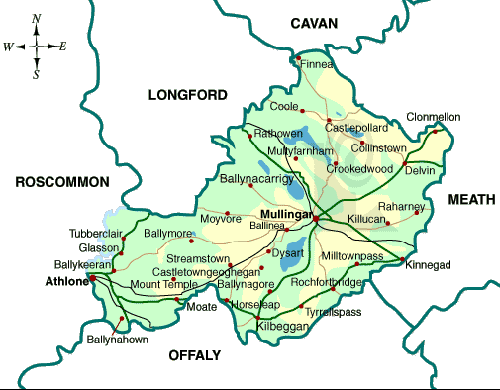 CAVAN
N
W E
S
Finnea
LONGFORD
Coole
Clonmellon
Castepollard
Rathowen
Collinstown
Multyfarnham
Crookedwood
Delvin
Ballynacarrigy
ROSCOMMON
MEATH
Raharney
Mullingar
Moyvore
Killucan
Ballinea
Tubberclair
Ballymore
Glasson
Dysart
Streamstown
Milltownpass
Kinnegad
Ballykeeran
Castletowngeoghegan
Athlone
Mount Temple
Ballynagore
Rochfortbridge
Moate
Horseleap
Tyrrellspass
Kilbeggan
Ballynahown
OFFALY